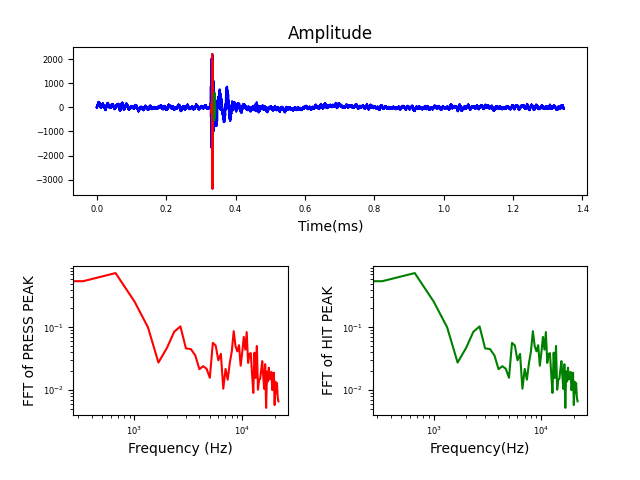 Amplitude
2000
1000
0
−1000
−2000
−3000
0.0 0.2 0.4 0.6 0.8 1.0 1.2 1.4
Time(ms)
FFT of PRESS PEAK
10⁻¹
10⁻²
10³ 10⁴
Frequency (Hz)
FFT of HIT PEAK
10⁻¹
10⁻²
10³ 10⁴
Frequency(Hz)